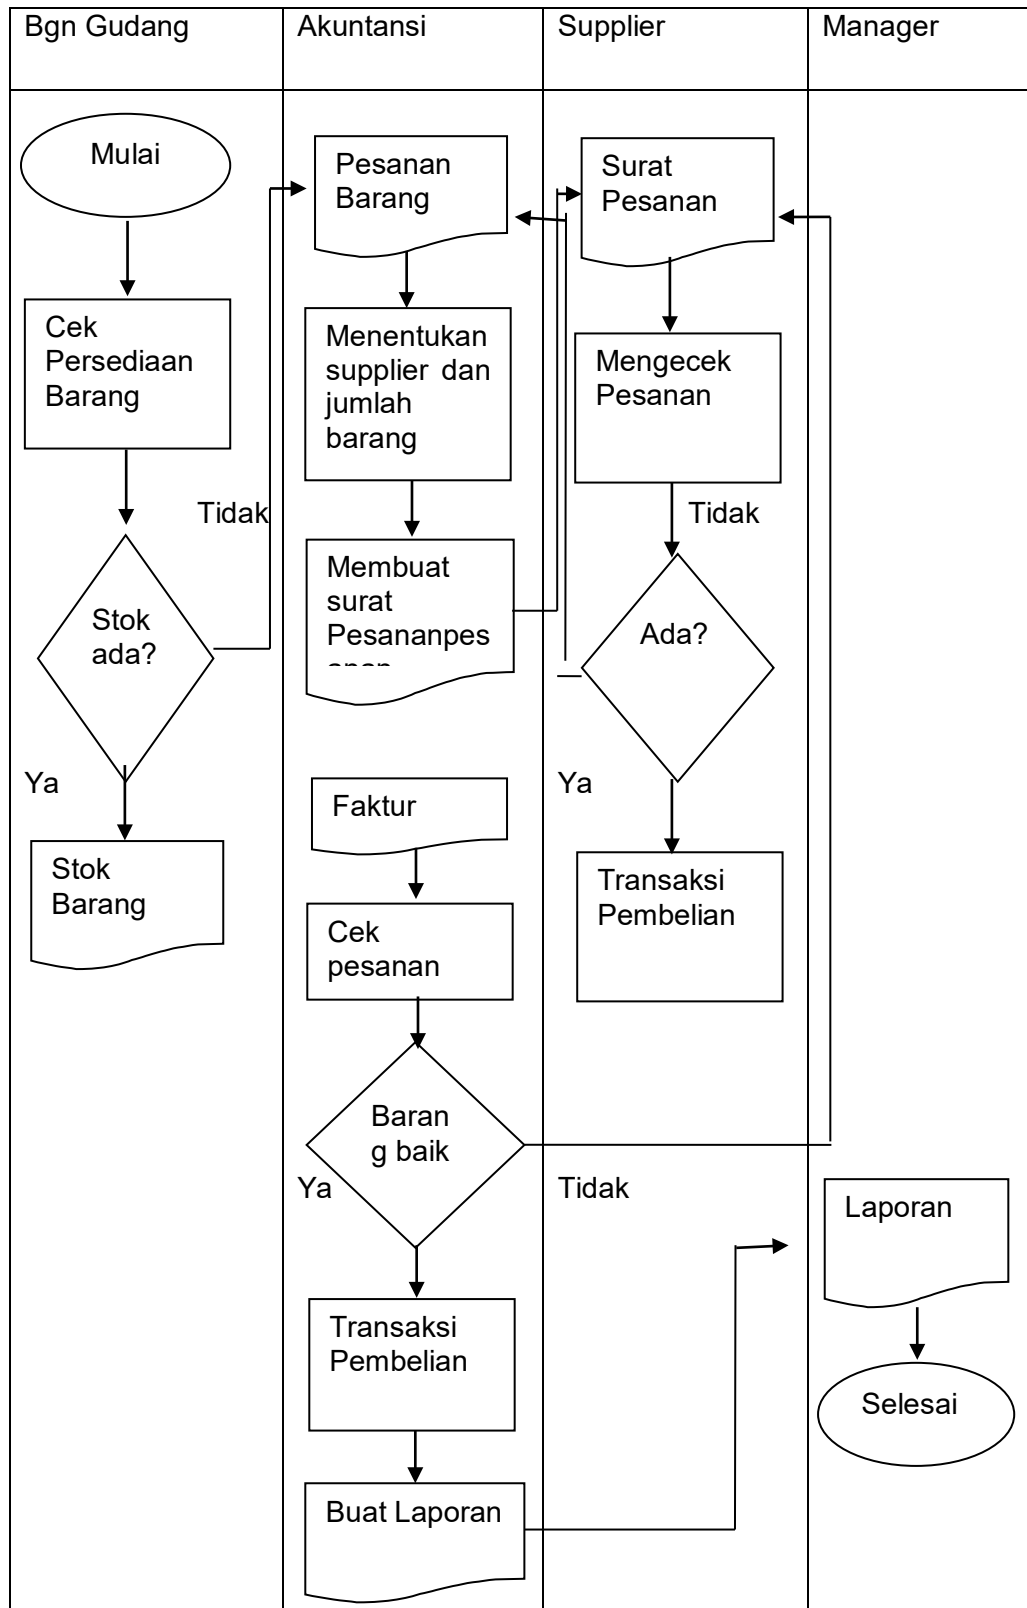 Bgn Gudang
Akuntansi
Supplier
Manager
Mulai
Cek
Persediaan
Barang
Tidak
Stok
ada?
Ya
Stok
Barang
Pesanan
Barang
Menentukan
supplier dan
jumlah
barang
Membuat
surat
Pesananpes
Faktur
Cek
pesanan
Baran
g baik
Ya
Tidak
Transaksi
Pembelian
Buat Laporan
Surat
Pesanan
Mengecek
Pesanan
Tidak
Ada?
Ya
Transaksi
Pembelian
Laporan
Selesai